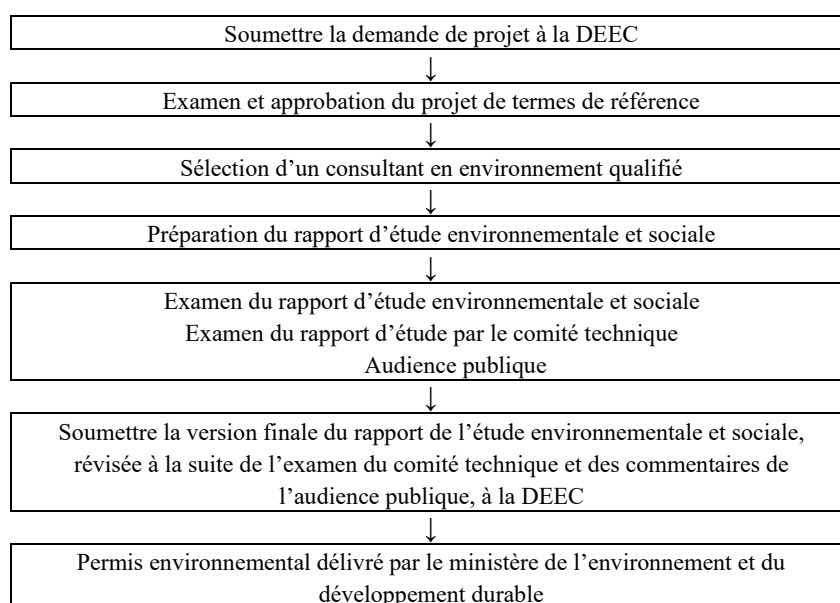 Soumettre la demande de projet à la DEEC
↓
Examen et approbation du projet de termes de référence
↓
Sélection d’un consultant en environnement qualifié
↓
Préparation du rapport d’étude environnementale et sociale
↓
Examen du rapport d’étude environnementale et sociale
Examen du rapport d’étude par le comité technique
Audience publique
↓
Soumettre la version finale du rapport de l’étude environnementale et sociale,
révisée à la suite de l’examen du comité technique et des commentaires de
l’audience publique, à la DEEC
↓
Permis environnemental délivré par le ministère de l’environnement et du
développement durable